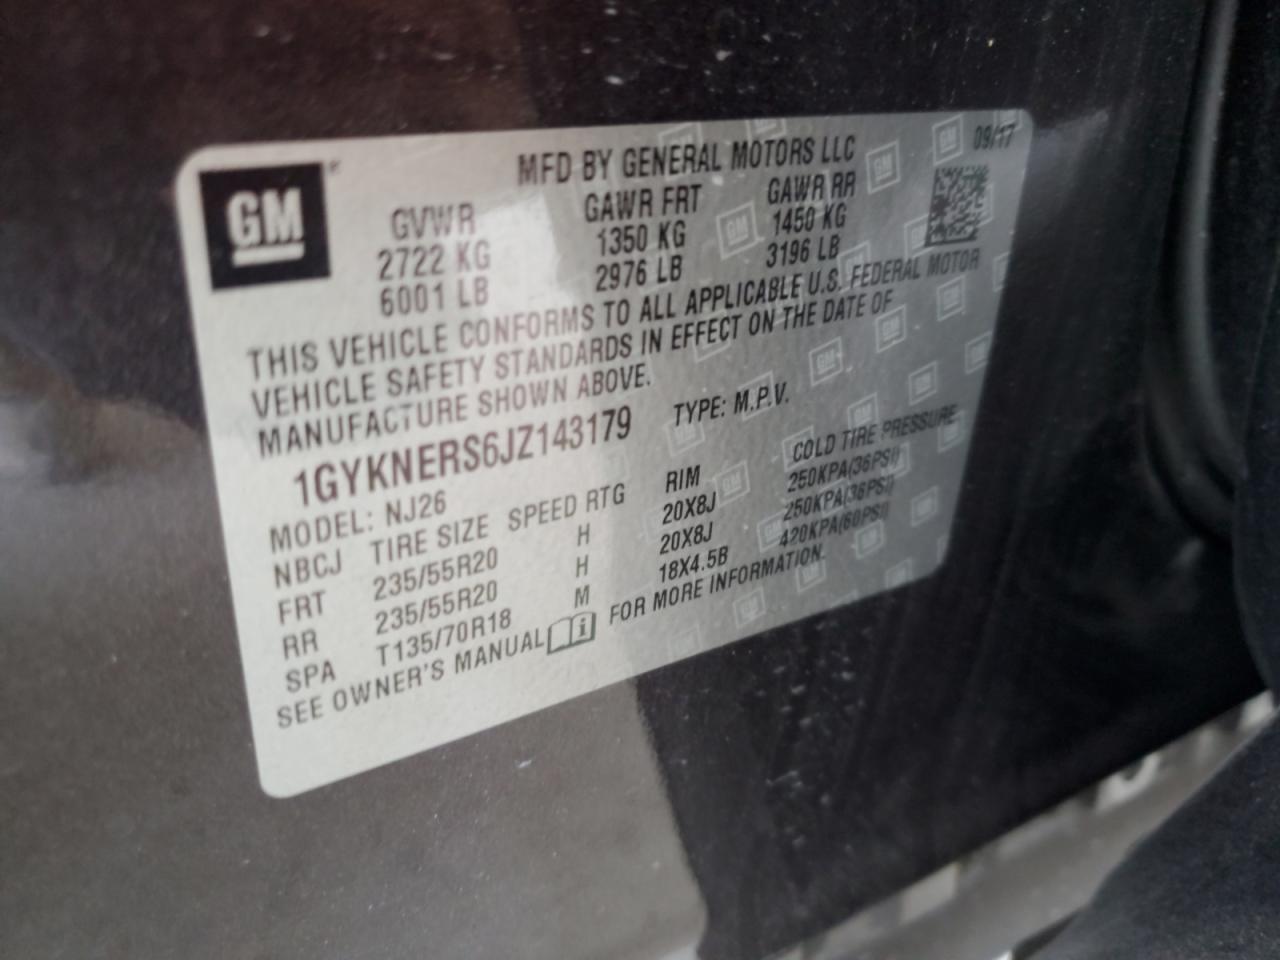 GM
MFD BY GENERAL MOTORS LLC 09/17
GVWR GAWR FRT GAWR RR
2722 KG 1350 KG 1450 KG
6001 LB 2976 LB 3196 LB
THIS VEHICLE CONFORMS TO ALL APPLICABLE U.S. FEDERAL MOTOR
VEHICLE SAFETY STANDARDS IN EFFECT ON THE DATE OF
MANUFACTURE SHOWN ABOVE.
1GYKNERS6JZ143179 TYPE: M.P.V.
MODEL: NJ26
NBCJ TIRE SIZE SPEED RTG RIM COLD TIRE PRESSURE
FRT 235/55R20 H 20X8J 250KPA(36PSI)
RR 235/55R20 H 20X8J 250KPA(36PSI)
SPA T135/70R18 M 18X4.5B 420KPA(60PSI)
SEE OWNER'S MANUAL FOR MORE INFORMATION.